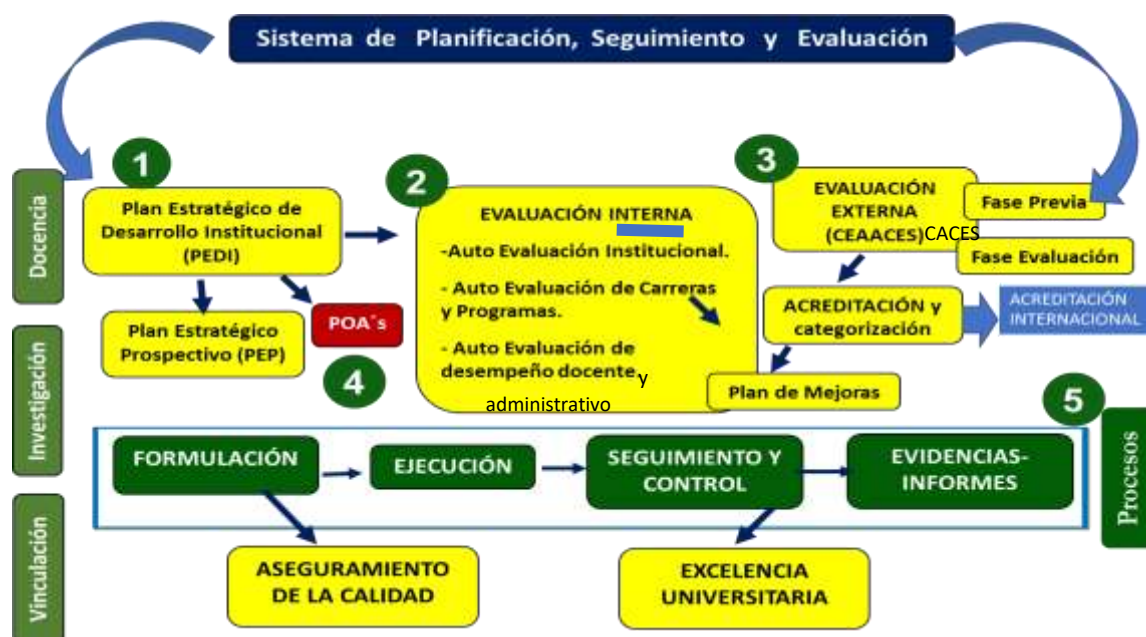 Sistema de Planificación, Seguimiento y Evaluación
Docencia
Investigación
Vinculación
1
Plan Estratégico de
Desarrollo Institucional
(PEDI)
Plan Estratégico
Prospectivo (PEP)
POA´s
4
2
EVALUACIÓN INTERNA
-Auto Evaluación Institucional.
- Auto Evaluación de Carreras
y Programas.
- Auto Evaluación de
desempeño docente y
administrativo
3
EVALUACIÓN
EXTERNA
(CEAACES)CACES
Fase Previa
Fase Evaluación
ACREDITACIÓN y
categorización
ACREDITACIÓN
INTERNACIONAL
Plan de Mejoras
5
Procesos
FORMULACIÓN
EJECUCIÓN
SEGUIMIENTO Y
CONTROL
EVIDENCIAS-
INFORMES
ASEGURAMIENTO
DE LA CALIDAD
EXCELENCIA
UNIVERSITARIA